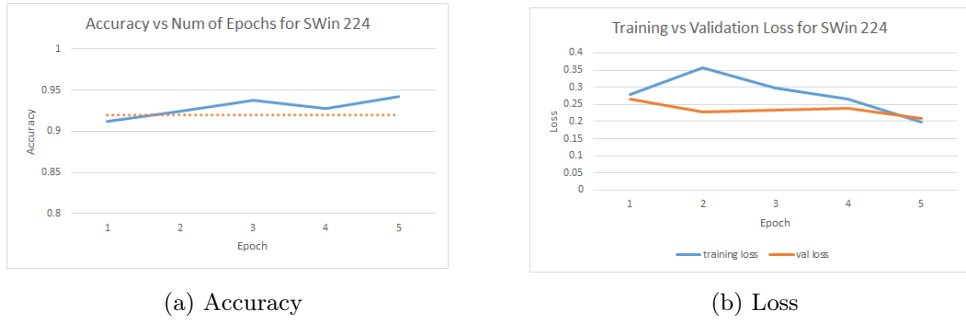 Accuracy vs Num of Epochs for SWin 224
1
0.95
0.9
0.85
0.8
Accuracy
1 2 3 4 5
Epoch
(a) Accuracy
Training vs Validation Loss for SWin 224
0.4
0.35
0.3
0.25
0.2
0.15
0.1
0.05
0
Loss
1 2 3 4 5
Epoch
training loss val loss
(b) Loss